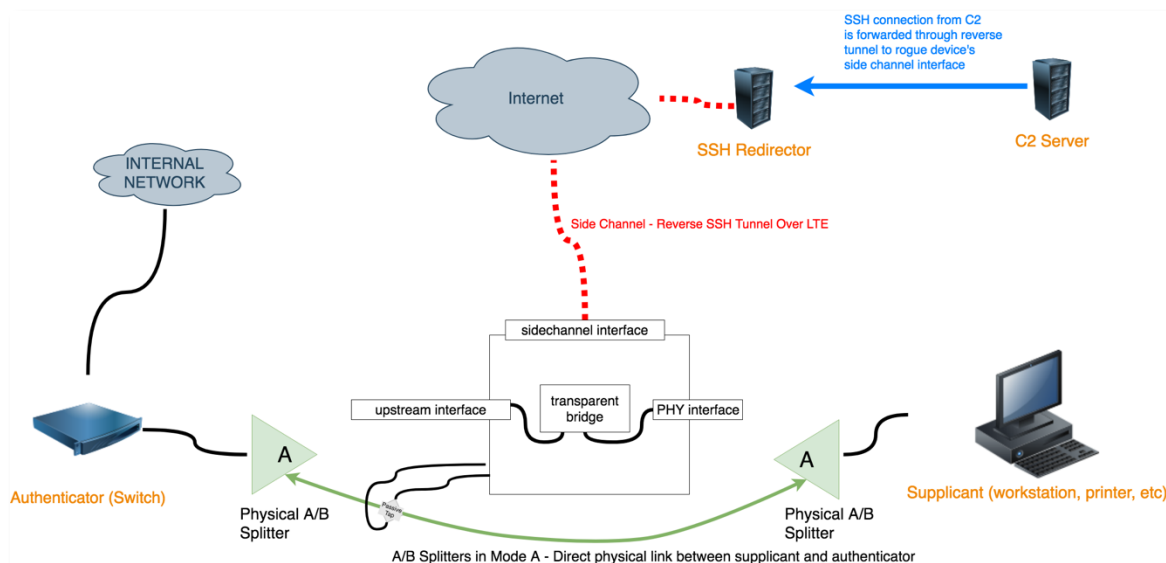 SSH connection from C2
is forwarded through reverse
tunnel to rogue device's
side channel interface
Internet
SSH Redirector
C2 Server
INTERNAL
NETWORK
Side Channel - Reverse SSH Tunnel Over LTE
sidechannel interface
upstream interface
transparent
bridge
PHY interface
A
A
Authenticator (Switch)
Physical A/B
Splitter
Passive
Tap
Physical A/B
Splitter
Supplicant (workstation, printer, etc)
A/B Splitters in Mode A - Direct physical link between supplicant and authenticator